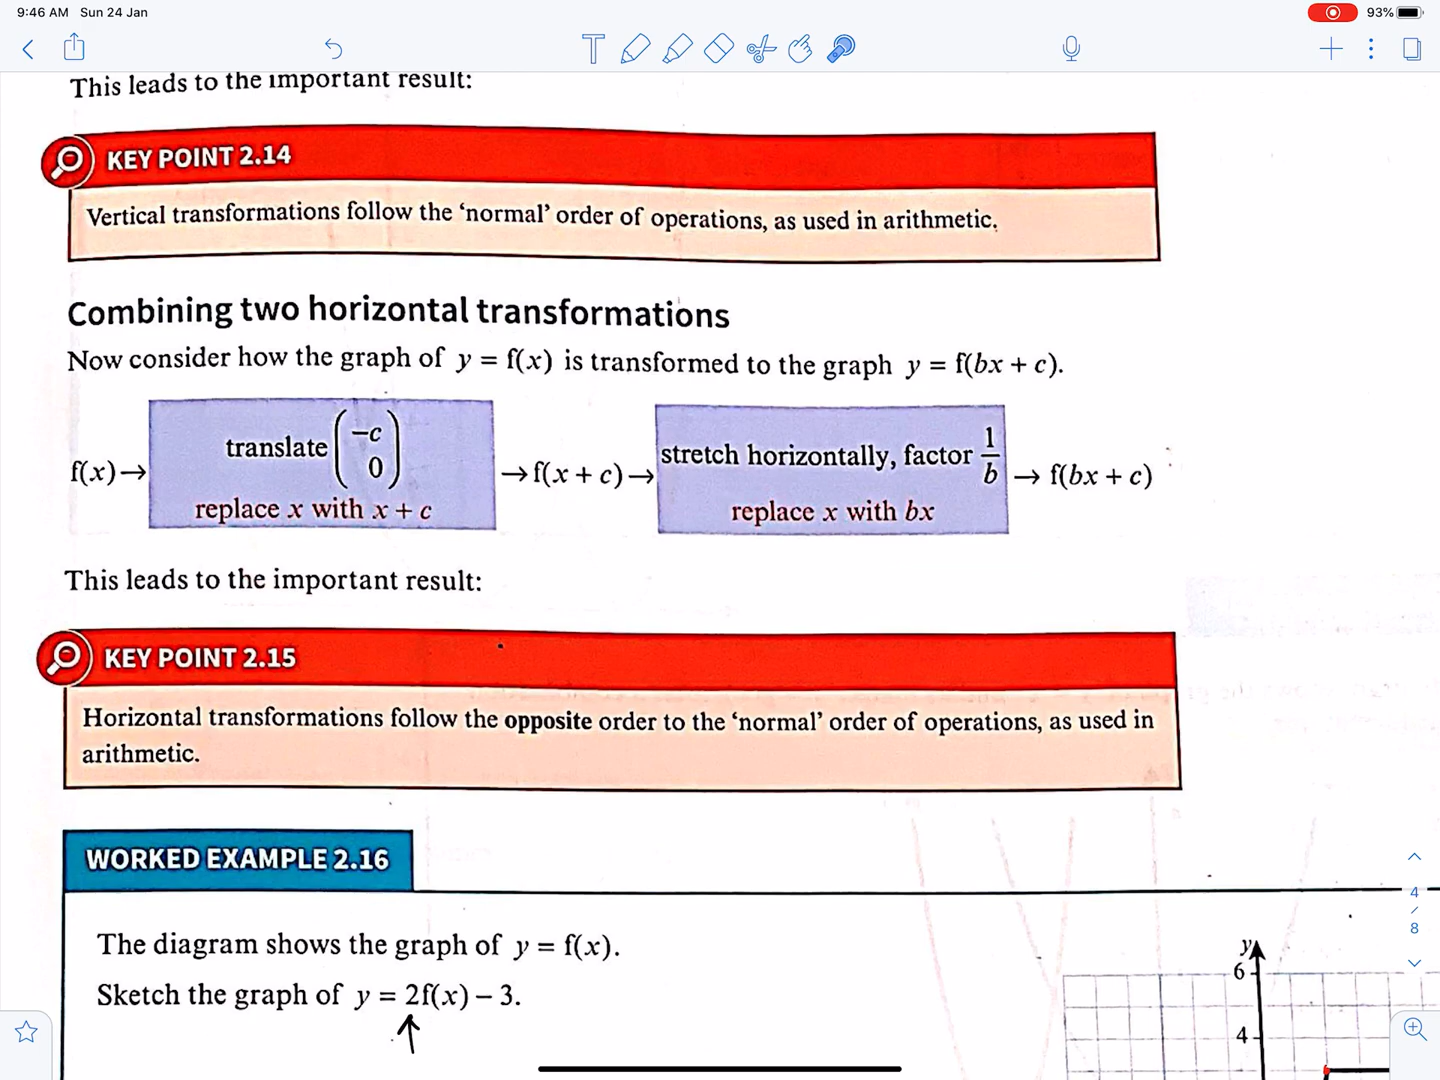 9:46 AM Sun 24 Jan
93%
This leads to the important result:
KEY POINT 2.14
Vertical transformations follow the ‘normal’ order of operations, as used in arithmetic.
Combining two horizontal transformations
Now consider how the graph of y = f(x) is transformed to the graph y = f(bx + c).
f(x) → translate (−c 0) → f(x + c) → stretch horizontally, factor 1/b → f(bx + c)
replace x with x + c
replace x with bx
This leads to the important result:
KEY POINT 2.15
Horizontal transformations follow the opposite order to the ‘normal’ order of operations, as used in
arithmetic.
WORKED EXAMPLE 2.16
The diagram shows the graph of y = f(x).
Sketch the graph of y = 2f(x) − 3.
y
6
4
4
/
8